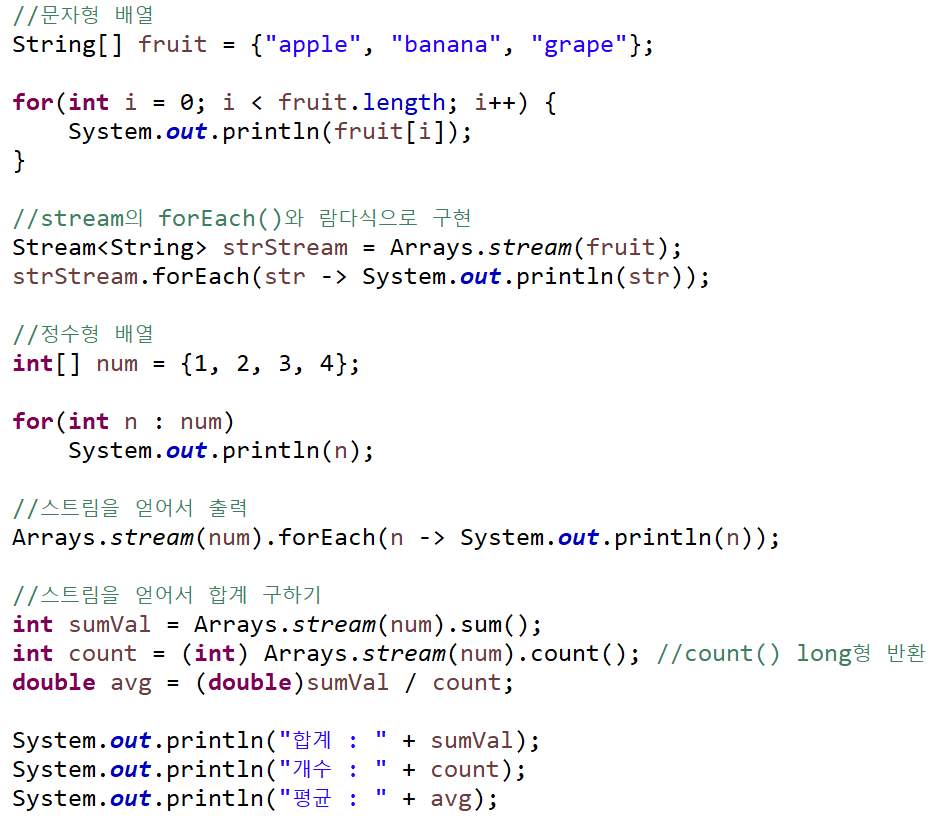 //문자형 배열
String[] fruit = {"apple", "banana", "grape"};
for(int i = 0; i < fruit.length; i++) {
    System.out.println(fruit[i]);
}
//stream의 forEach()와 람다식으로 구현
Stream<String> strStream = Arrays.stream(fruit);
strStream.forEach(str -> System.out.println(str));
//정수형 배열
int[] num = {1, 2, 3, 4};
for(int n : num)
    System.out.println(n);
//스트림을 얻어서 출력
Arrays.stream(num).forEach(n -> System.out.println(n));
//스트림을 얻어서 합계 구하기
int sumVal = Arrays.stream(num).sum();
int count = (int) Arrays.stream(num).count(); //count() long형 반환
double avg = (double)sumVal / count;
System.out.println("합계 : " + sumVal);
System.out.println("개수 : " + count);
System.out.println("평균 : " + avg);